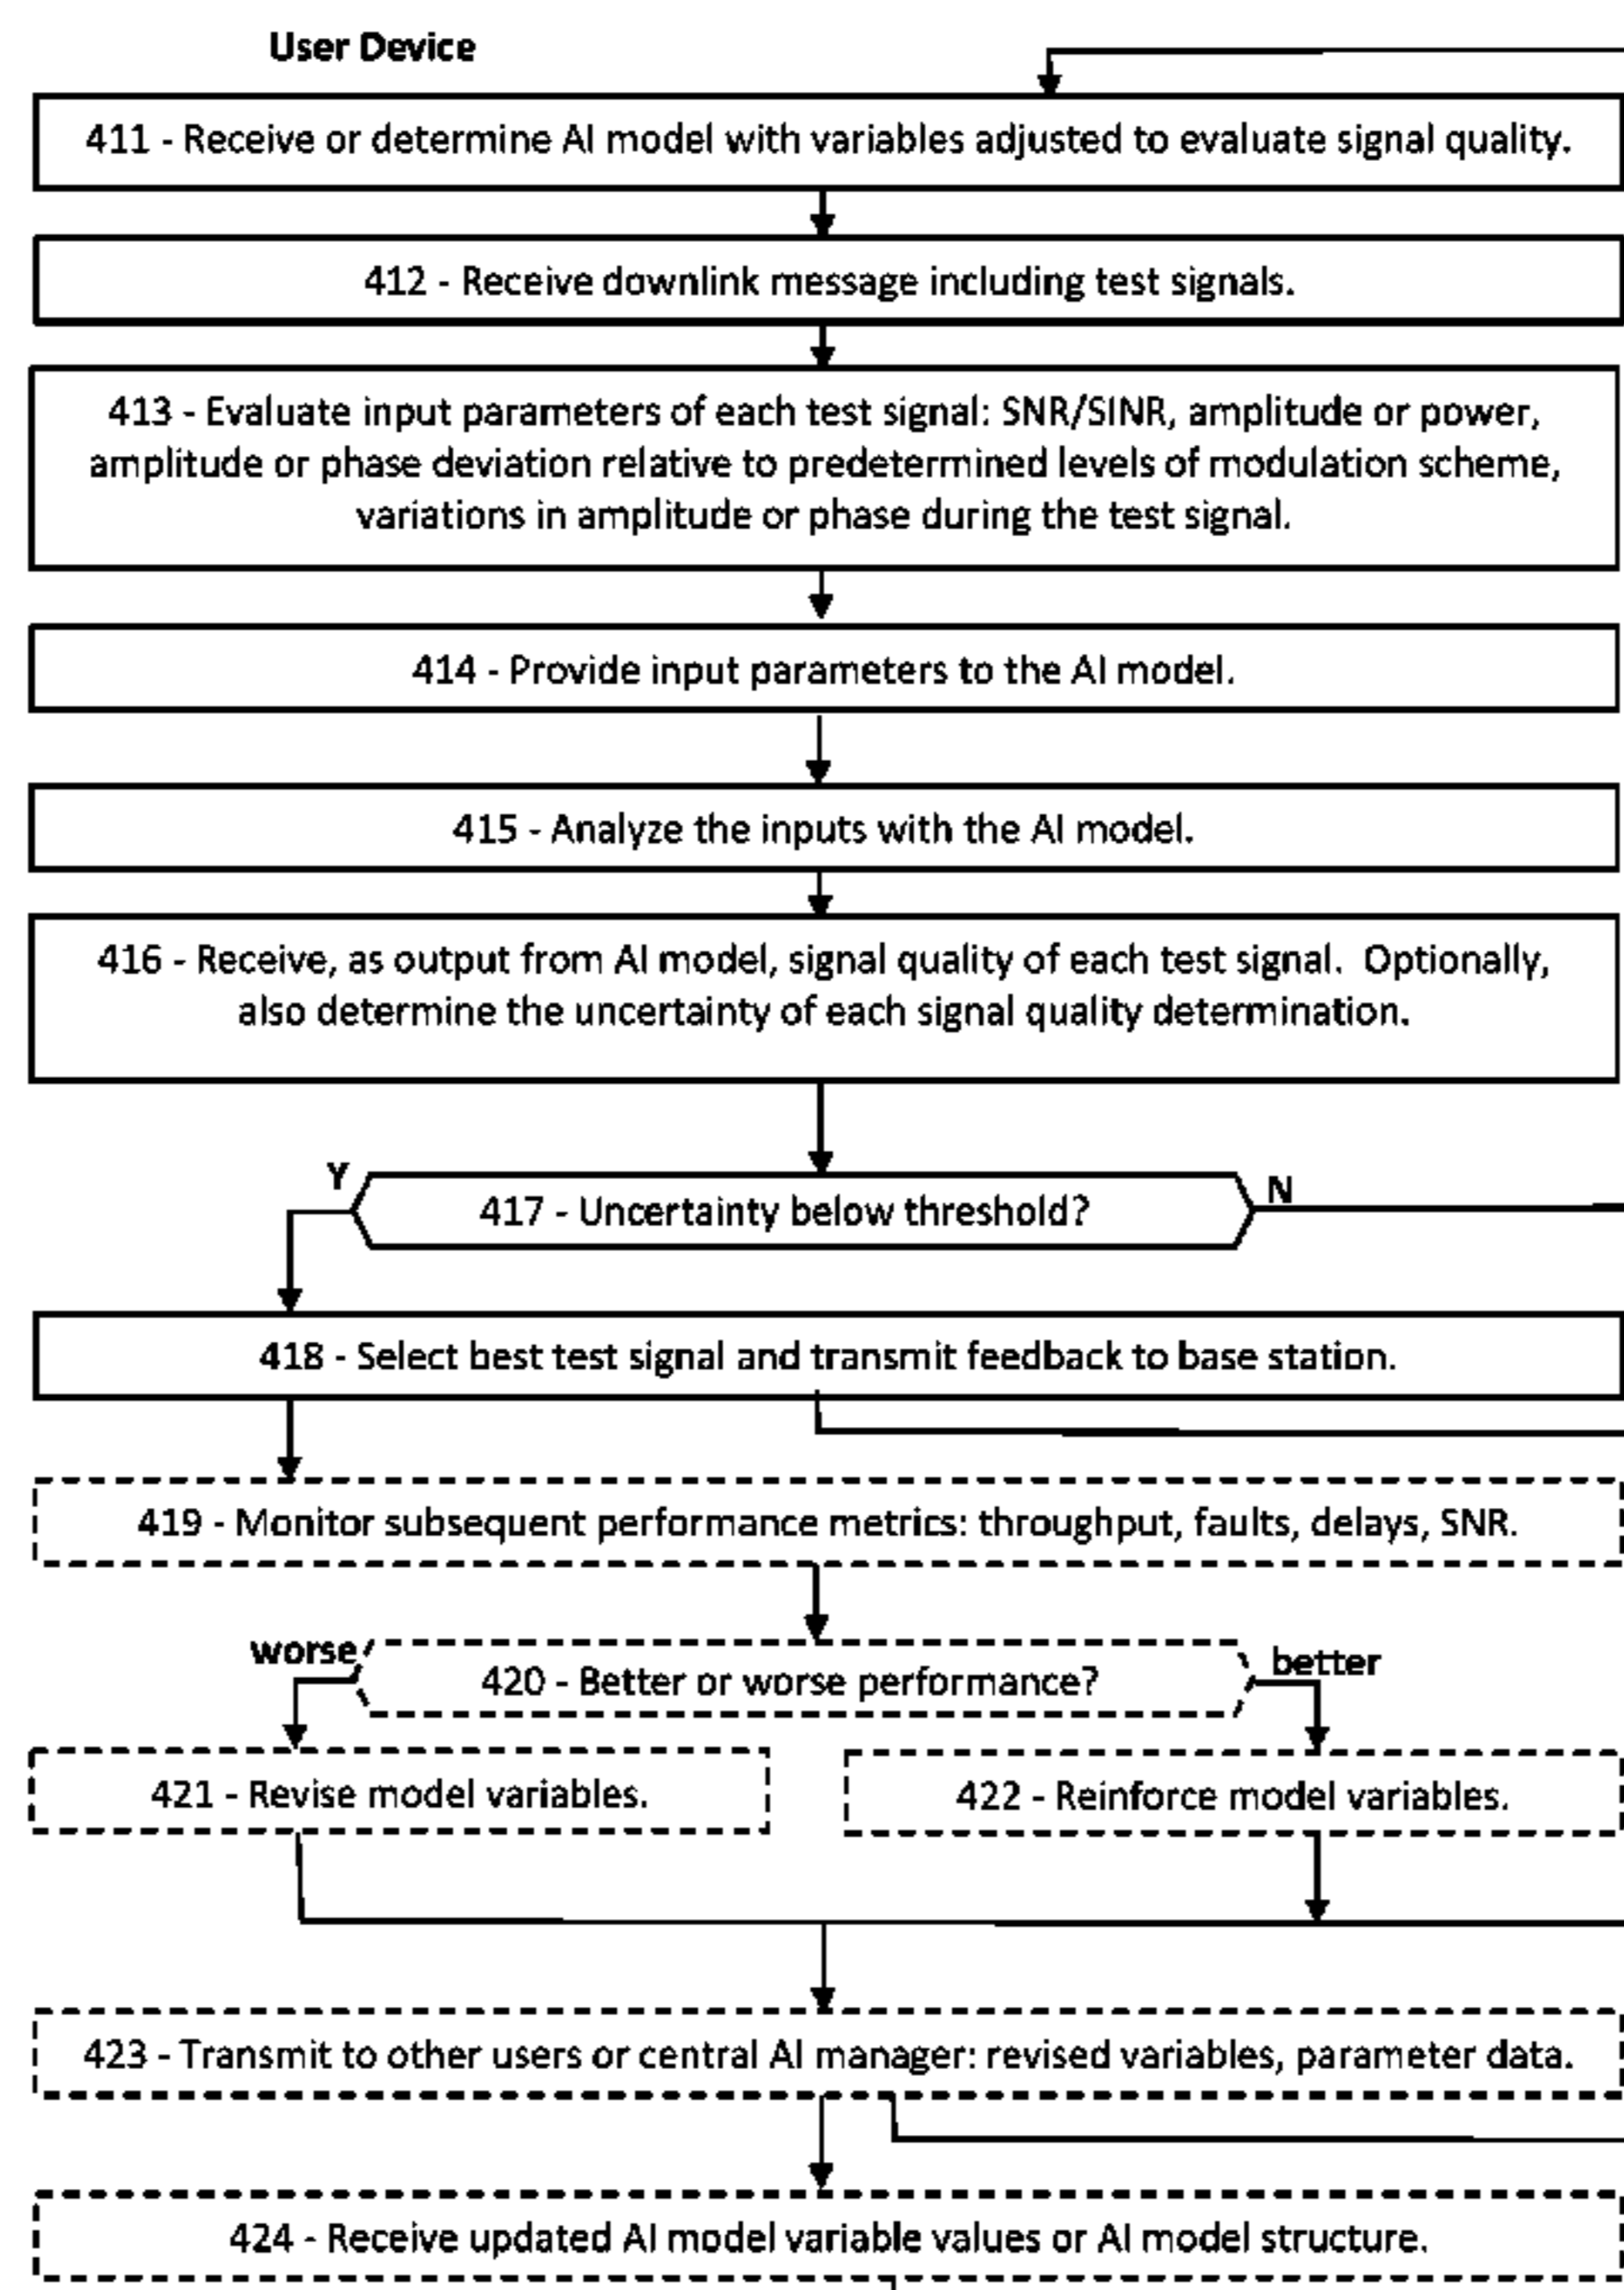 User Device
411 - Receive or determine AI model with variables adjusted to evaluate signal quality.
412 - Receive downlink message including test signals.
413 - Evaluate input parameters of each test signal: SNR/SINR, amplitude or power,
amplitude or phase deviation relative to predetermined levels of modulation scheme,
variations in amplitude or phase during the test signal.
414 - Provide input parameters to the AI model.
415 - Analyze the inputs with the AI model.
416 - Receive, as output from AI model, signal quality of each test signal. Optionally,
also determine the uncertainty of each signal quality determination.
Y
417 - Uncertainty below threshold?
N
418 - Select best test signal and transmit feedback to base station.
419 - Monitor subsequent performance metrics: throughput, faults, delays, SNR.
worse
420 - Better or worse performance?
better
421 - Revise model variables.
422 - Reinforce model variables.
423 - Transmit to other users or central AI manager: revised variables, parameter data.
424 - Receive updated AI model variable values or AI model structure.